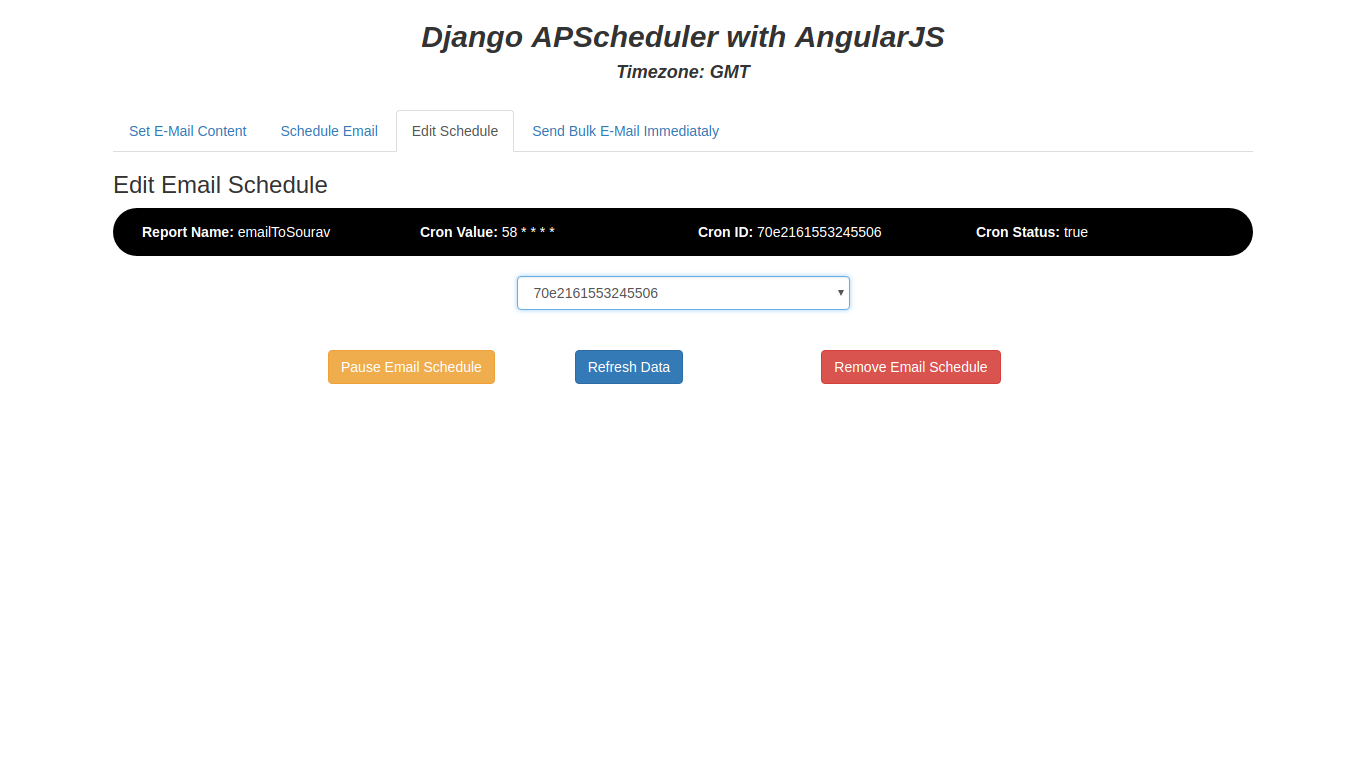 Django APScheduler with AngularJS
Timezone: GMT
Set E-Mail Content Schedule Email Edit Schedule Send Bulk E-Mail Immediataly
Edit Email Schedule
Report Name: emailToSourav Cron Value: 58 * * * * Cron ID: 70e2161553245506 Cron Status: true
70e2161553245506
Pause Email Schedule Refresh Data Remove Email Schedule